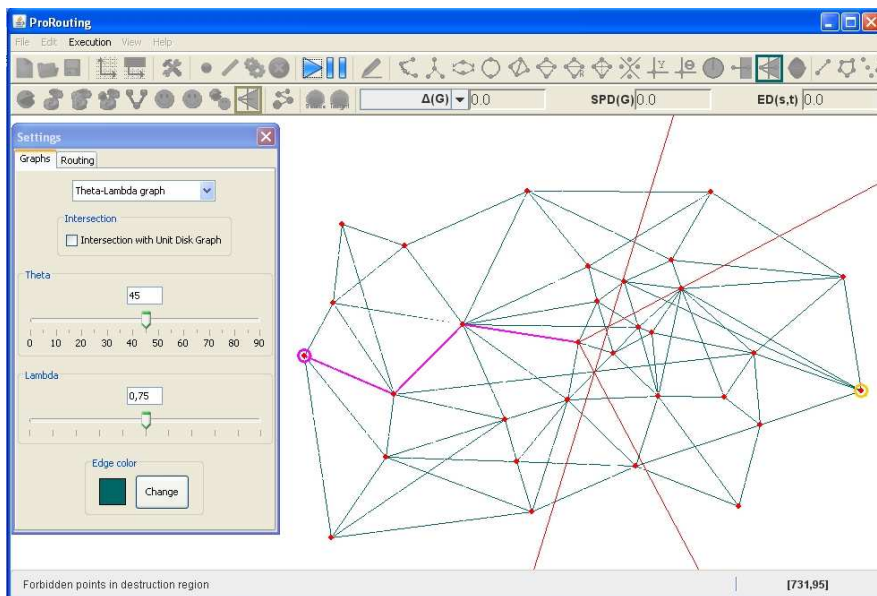 ProRouting
File Edit Execution View Help
Δ(G) 0.0 SPD(G) 0.0 ED(s,t) 0.0
Settings
Graphs Routing
Theta-Lambda graph
Intersection
Intersection with Unit Disk Graph
Theta
45
0 10 20 30 40 50 60 70 80 90
Lambda
0,75
Edge color
Change
Forbidden points in destruction region [731,95]